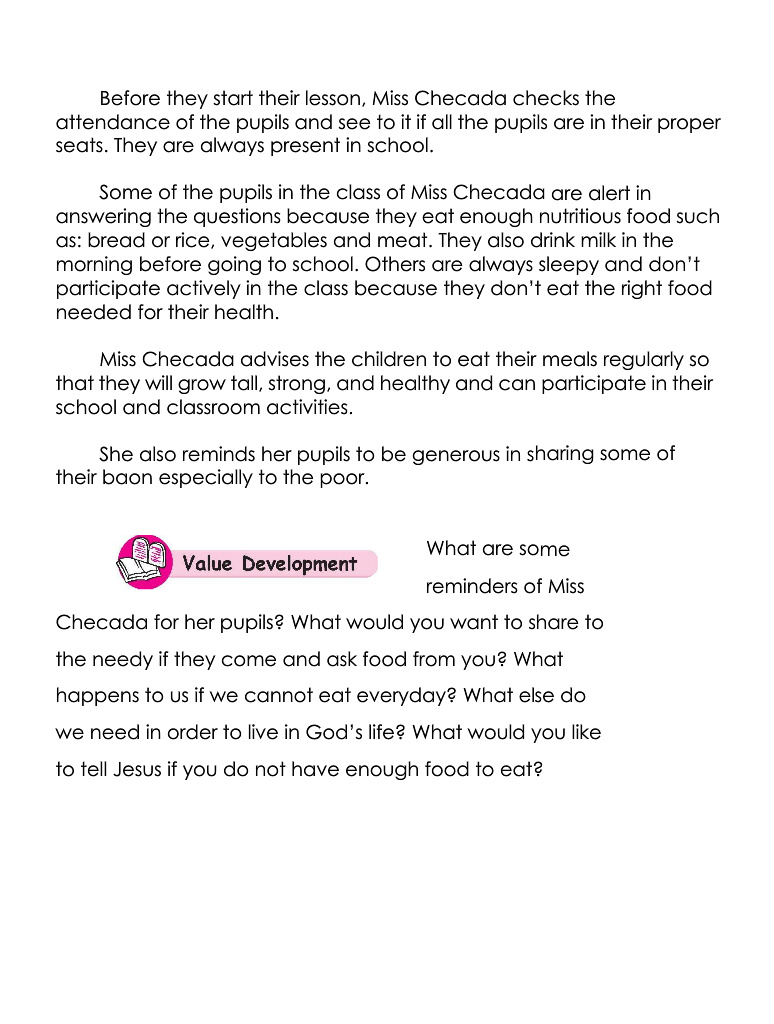 Before they start their lesson, Miss Checada checks the
attendance of the pupils and see to it if all the pupils are in their proper
seats. They are always present in school.
Some of the pupils in the class of Miss Checada are alert in
answering the questions because they eat enough nutritious food such
as: bread or rice, vegetables and meat. They also drink milk in the
morning before going to school. Others are always sleepy and don't
participate actively in the class because they don't eat the right food
needed for their health.
Miss Checada advises the children to eat their meals regularly so
that they will grow tall, strong, and healthy and can participate in their
school and classroom activities.
She also reminds her pupils to be generous in sharing some of
their baon especially to the poor.
Value Development
What are some
reminders of Miss
Checada for her pupils? What would you want to share to
the needy if they come and ask food from you? What
happens to us if we cannot eat everyday? What else do
we need in order to live in God's life? What would you like
to tell Jesus if you do not have enough food to eat?